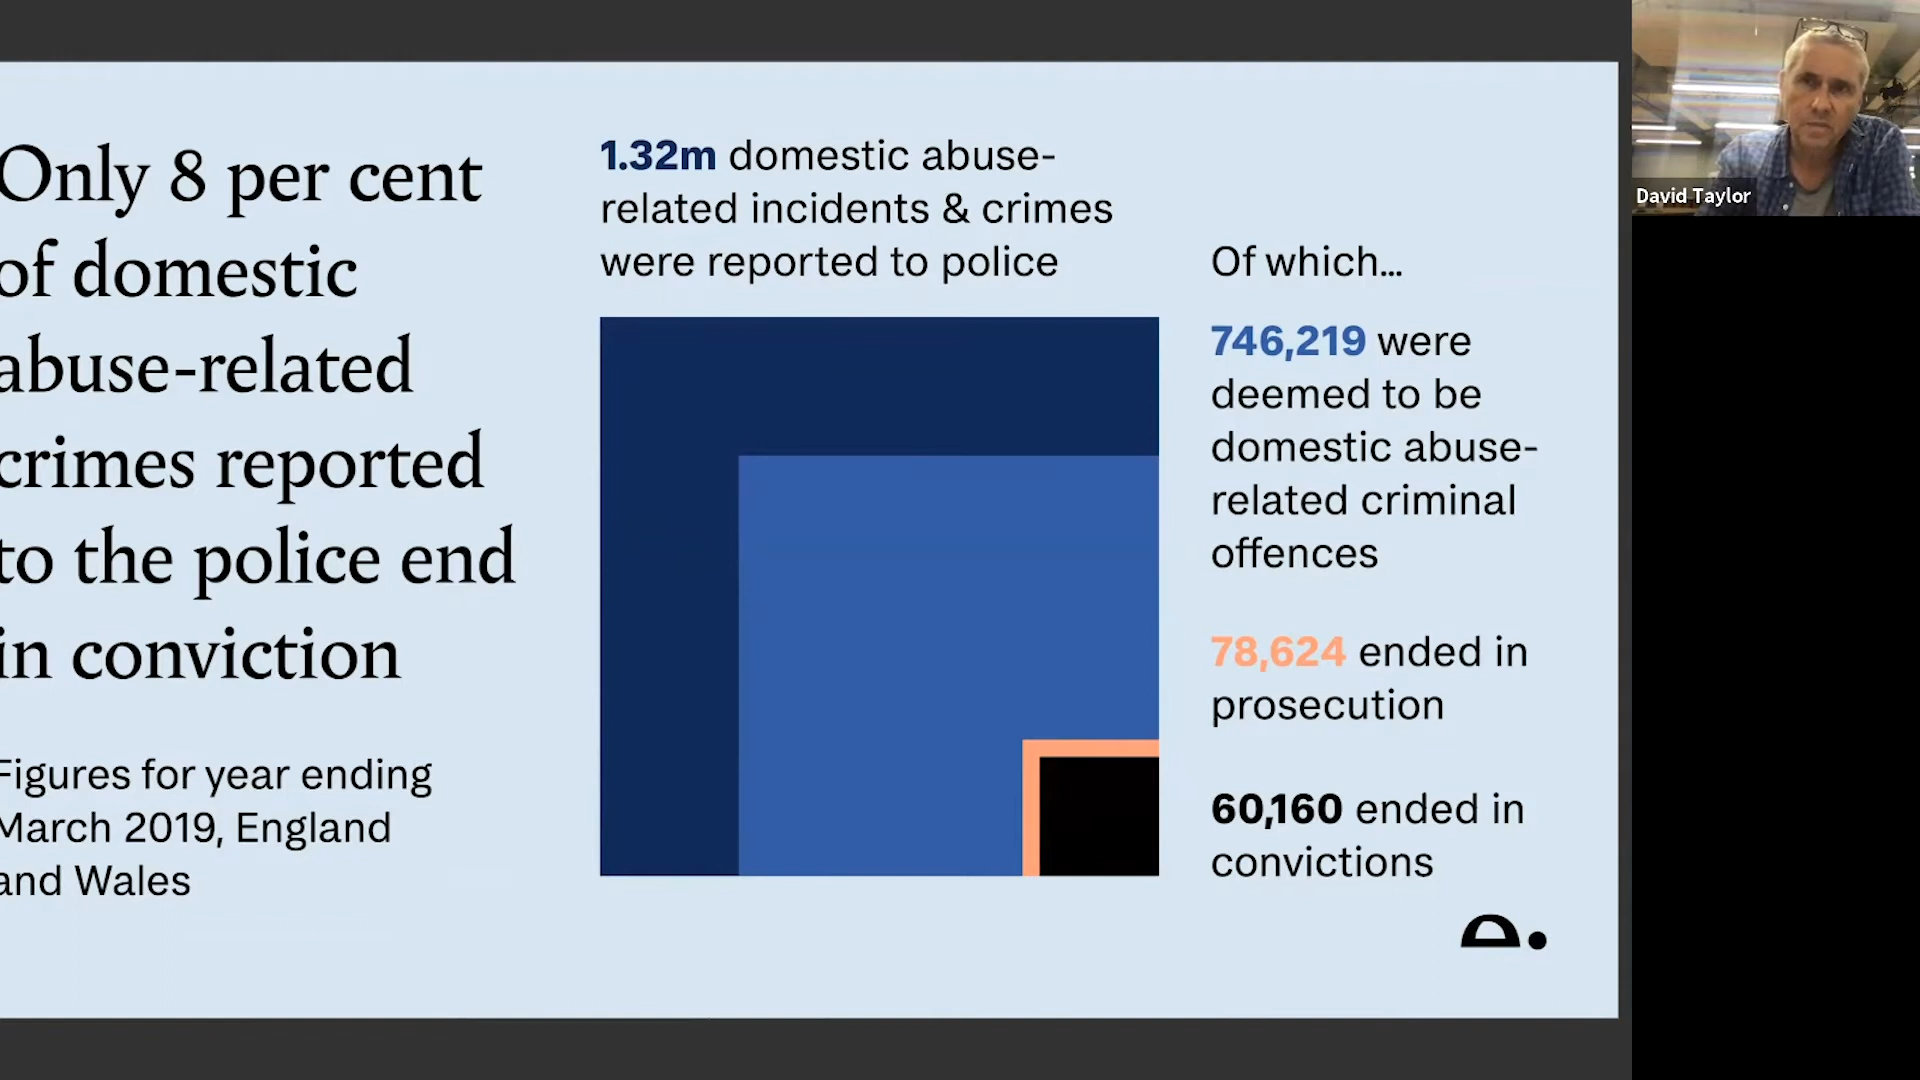 Only 8 per cent
of domestic
abuse-related
crimes reported
to the police end
in conviction
Figures for year ending
March 2019, England
and Wales
1.32m domestic abuse-
related incidents & crimes
were reported to police
Of which...
746,219 were
deemed to be
domestic abuse-
related criminal
offences
78,624 ended in
prosecution
60,160 ended in
convictions
David Taylor